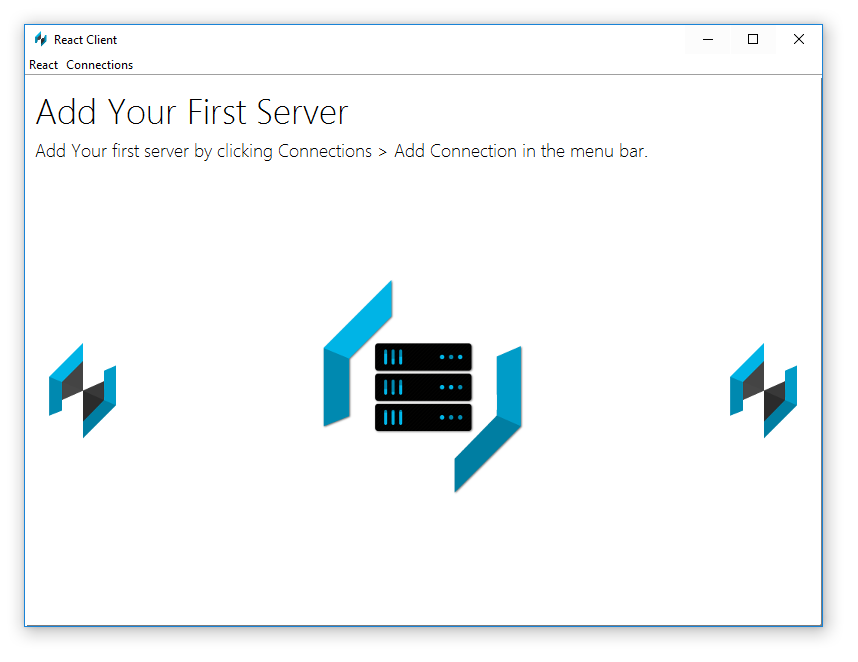 React Client
React Connections
Add Your First Server
Add Your first server by clicking Connections > Add Connection in the menu bar.